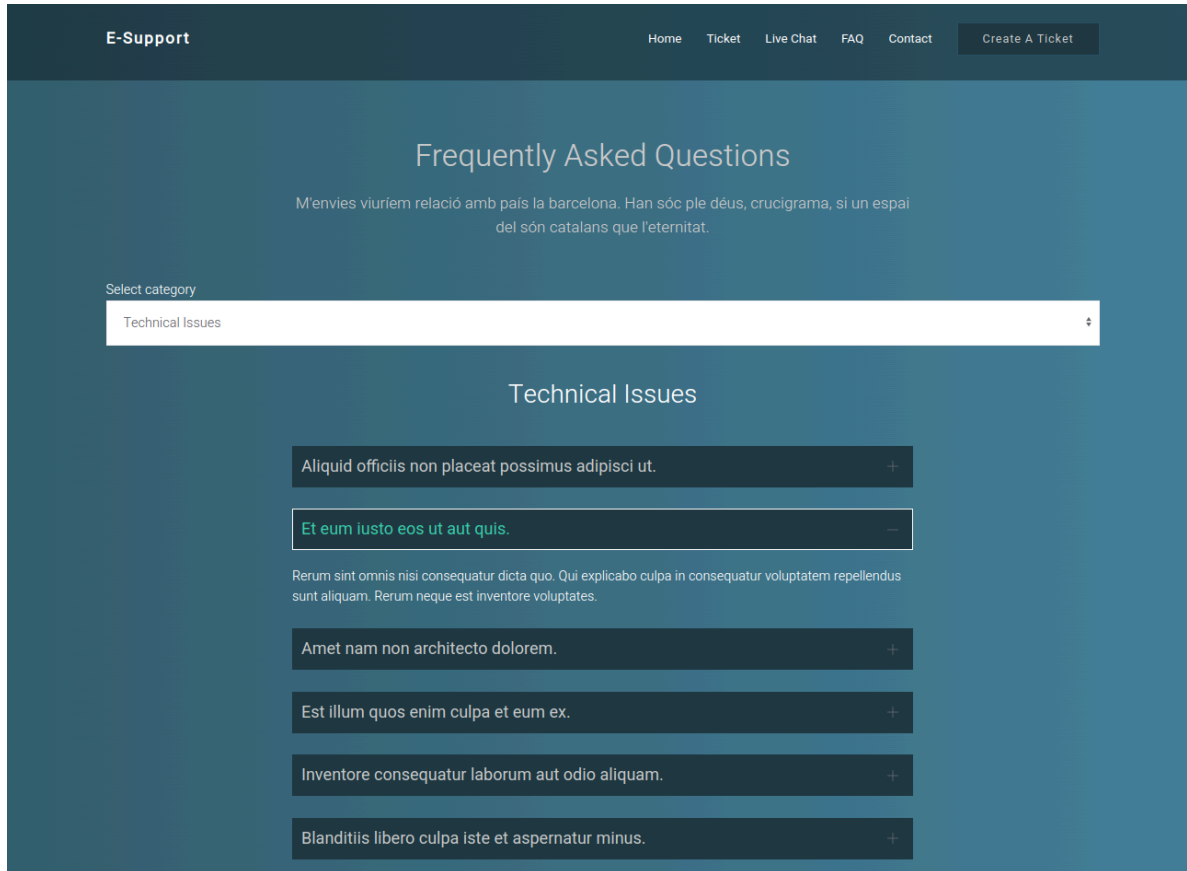 E-Support
Home Ticket Live Chat FAQ Contact Create A Ticket
Frequently Asked Questions
M'envies viuríem relació amb país la barcelona. Han sóc ple déus, crucigrama, si un espai
del són catalans que l'eternitat.
Select category
Technical Issues
Technical Issues
Aliquid officiis non placeat possimus adipisci ut.
Et eum iusto eos ut aut quis.
Rerum sint omnis nisi consequatur dicta quo. Qui explicabo culpa in consequatur voluptatem repellendus
sunt aliquam. Rerum neque est inventore voluptates.
Amet nam non architecto dolorem.
Est illum quos enim culpa et eum ex.
Inventore consequatur laborum aut odio aliquam.
Blanditiis libero culpa iste et aspernatur minus.